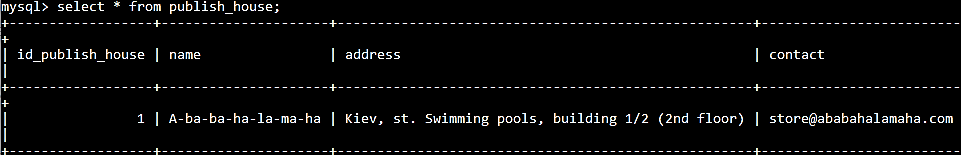 mysql> select * from publish_house;
+------------------+---------------------+----------------------------------------------------+-------------------------
+
| id_publish_house | name                | address                                            | contact
|
+------------------+---------------------+----------------------------------------------------+-------------------------
+
|                1 | A-ba-ba-ha-la-ma-ha | Kiev, st. Swimming pools, building 1/2 (2nd floor) | store@ababahalamaha.com
|
+------------------+---------------------+----------------------------------------------------+-------------------------